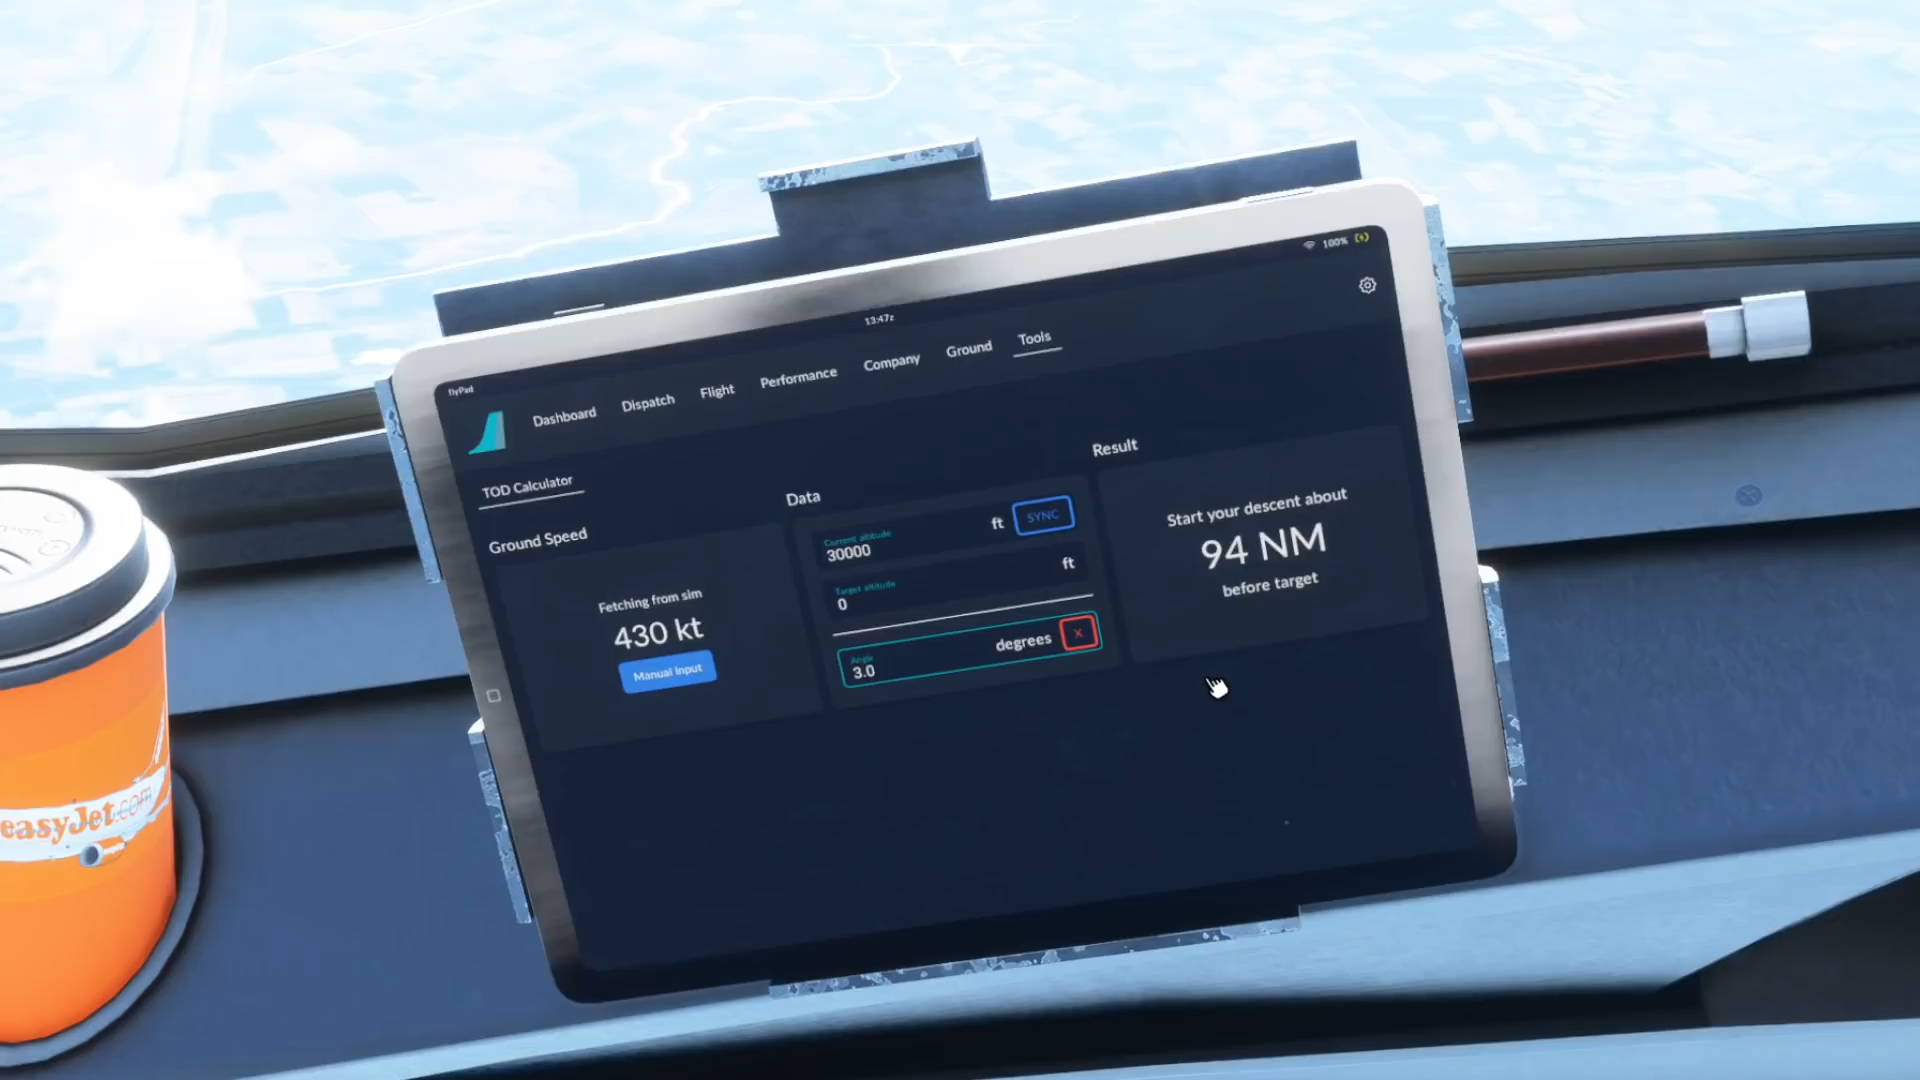 100%
13:47z
flyPad
Dashboard
Dispatch
Flight
Performance
Company
Ground
Tools
TOD Calculator
Ground Speed
Fetching from sim
430 kt
Manual Input
Data
Current altitude
30000
ft
SYNC
Target altitude
0
ft
Angle
3.0
degrees
X
Result
Start your descent about
94 NM
before target
easyJet.com